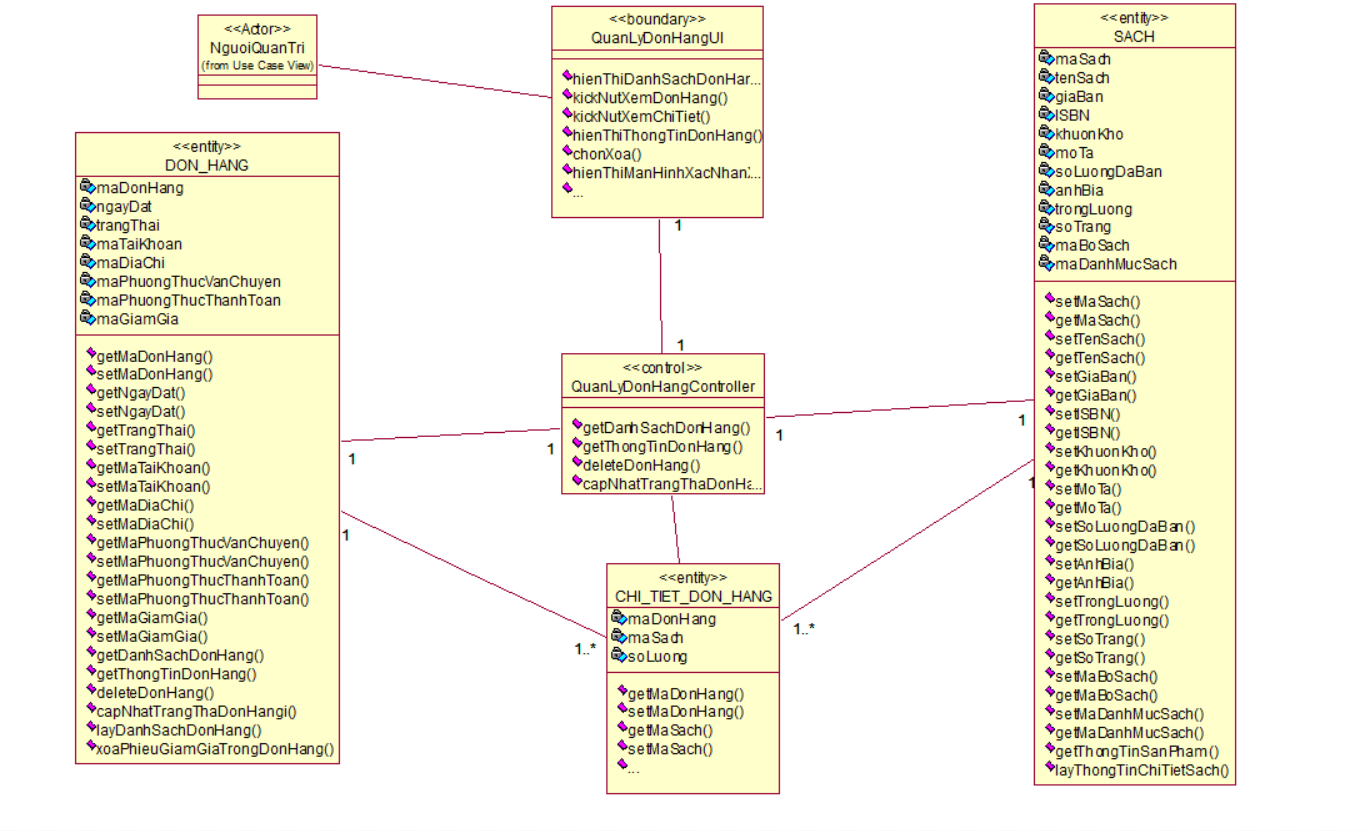 <<Actor>>
NguoiQuanTri
(from Use Case View)
<<boundary>>
QuanLyDonHangUI
hienThiDanhSachDonHar...
kickNutXemDonHang()
kickNutXemChiTiet()
hienThiThongTinDonHang()
chonXoa()
hienThiManHinhXacNhan...
...
1
1
<<entity>>
DON_HANG
maDonHang
ngayDat
trangThai
maTaiKhoan
maDiaChi
maPhuongThucVanChuyen
maPhuongThucThanhToan
maGiamGia
getMaDonHang()
setMaDonHang()
getNgayDat()
setNgayDat()
getTrangThai()
setTrangThai()
getMaTaiKhoan()
setMaTaiKhoan()
getMaDiaChi()
setMaDiaChi()
getMaPhuongThucVanChuyen()
setMaPhuongThucVanChuyen()
getMaPhuongThucThanhToan()
setMaPhuongThucThanhToan()
getMaGiamGia()
setMaGiamGia()
getDanhSachDonHang()
getThongTinDonHang()
deleteDonHang()
capNhatTrangThaDonHangi()
layDanhSachDonHang()
xoaPhieuGiamGiaTrongDonHang()
1
1
1
1..*
<<control>>
QuanLyDonHangController
getDanhSachDonHang()
getThongTinDonHang()
deleteDonHang()
capNhatTrangThaDonHa...
1
1
1
1..*
<<entity>>
CHI_TIET_DON_HANG
maDonHang
maSach
soLuong
getMaDonHang()
setMaDonHang()
getMaSach()
setMaSach()
...
<<entity>>
SACH
maSach
tenSach
giaBan
ISBN
khuonKho
moTa
soLuongDaBan
anhBia
trongLuong
soTrang
maBoSach
maDanhMucSach
setMaSach()
getMaSach()
setTenSach()
getTenSach()
setGiaBan()
getGiaBan()
setISBN()
getISBN()
setKhuonKho()
getKhuonKho()
setMoTa()
getMoTa()
setSoLuongDaBan()
getSoLuongDaBan()
setAnhBia()
getAnhBia()
setTrongLuong()
getTrongLuong()
setSoTrang()
getSoTrang()
setMaBoSach()
getMaBoSach()
setMaDanhMucSach()
getMaDanhMucSach()
getThongTinSanPham()
layThongTinChiTietSach()